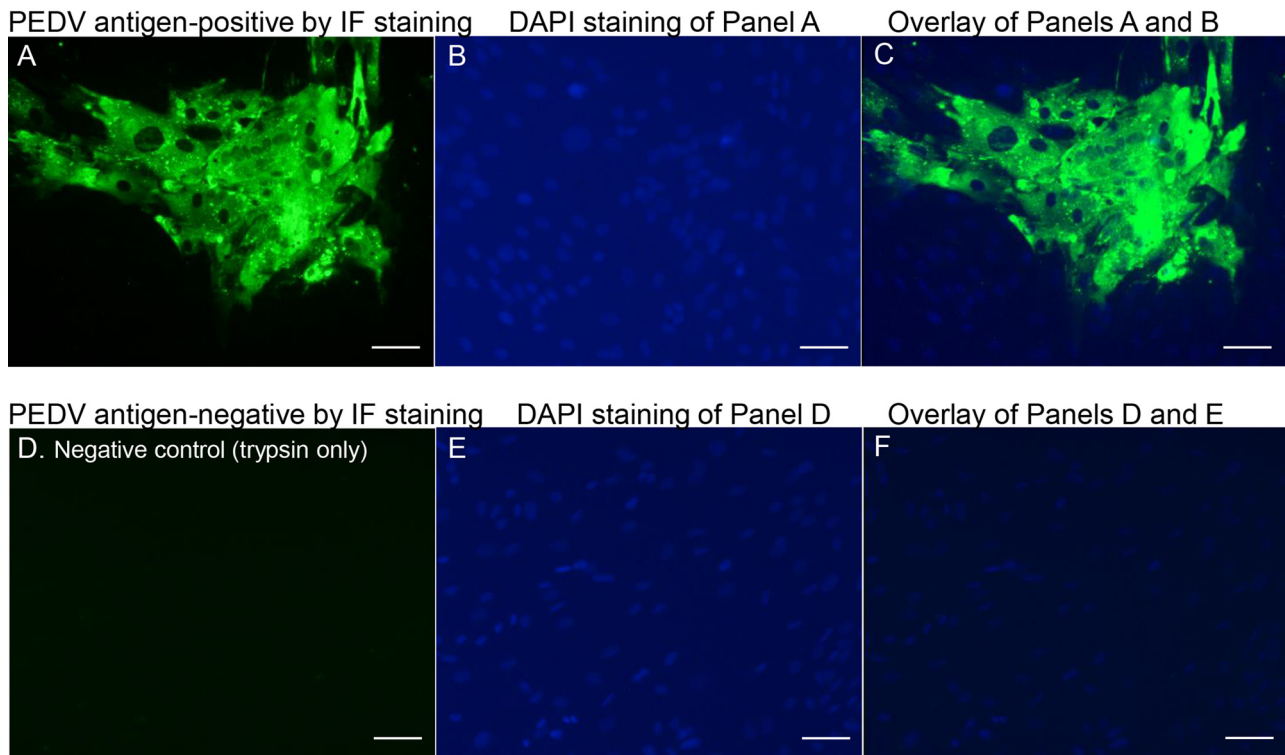 PEDV antigen-positive by IF staining
DAPI staining of Panel A
Overlay of Panels A and B
A
B
C
PEDV antigen-negative by IF staining
DAPI staining of Panel D
Overlay of Panels D and E
D. Negative control (trypsin only)
E
F